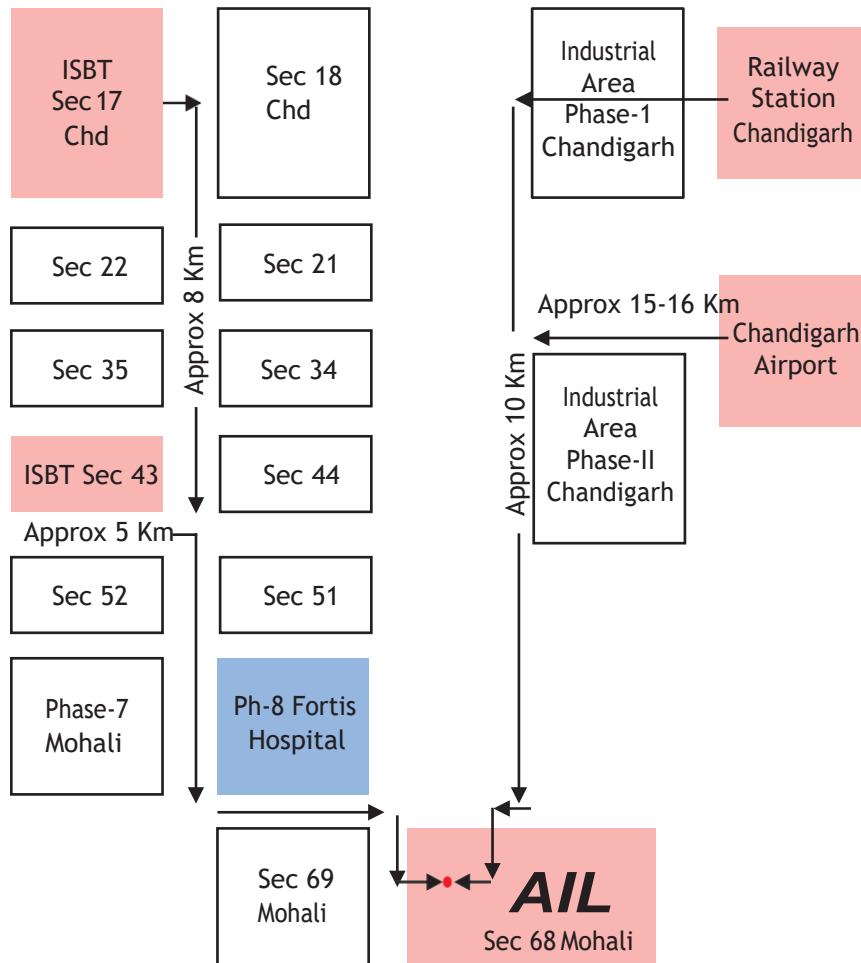 ISBT
Sec 17
Chd
Sec 18
Chd
Industrial
Area
Phase-1
Chandigarh
Railway
Station
Chandigarh
Sec 22
Approx 8 Km
Sec 21
Approx 15-16 Km
Chandigarh
Airport
Sec 35
Sec 34
Approx 10 Km
Industrial
Area
Phase-II
Chandigarh
ISBT Sec 43
Sec 44
Approx 5 Km
Sec 52
Sec 51
Phase-7
Mohali
Ph-8 Fortis
Hospital
Sec 69
Mohali
AIL
Sec 68 Mohali